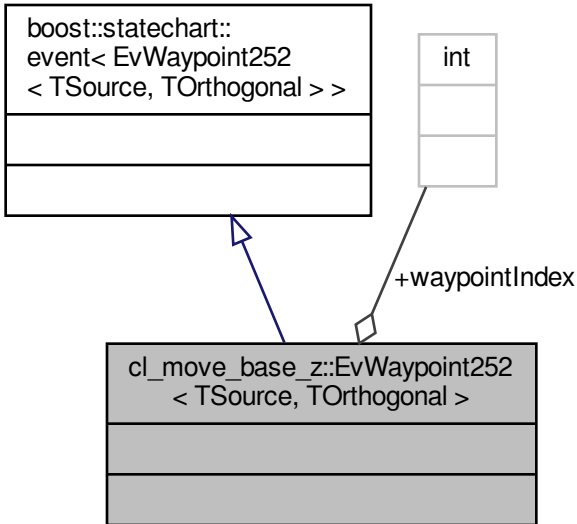 boost::statechart::
event< EvWaypoint252
< TSource, TOrthogonal > >
int
+waypointIndex
cl_move_base_z::EvWaypoint252
< TSource, TOrthogonal >